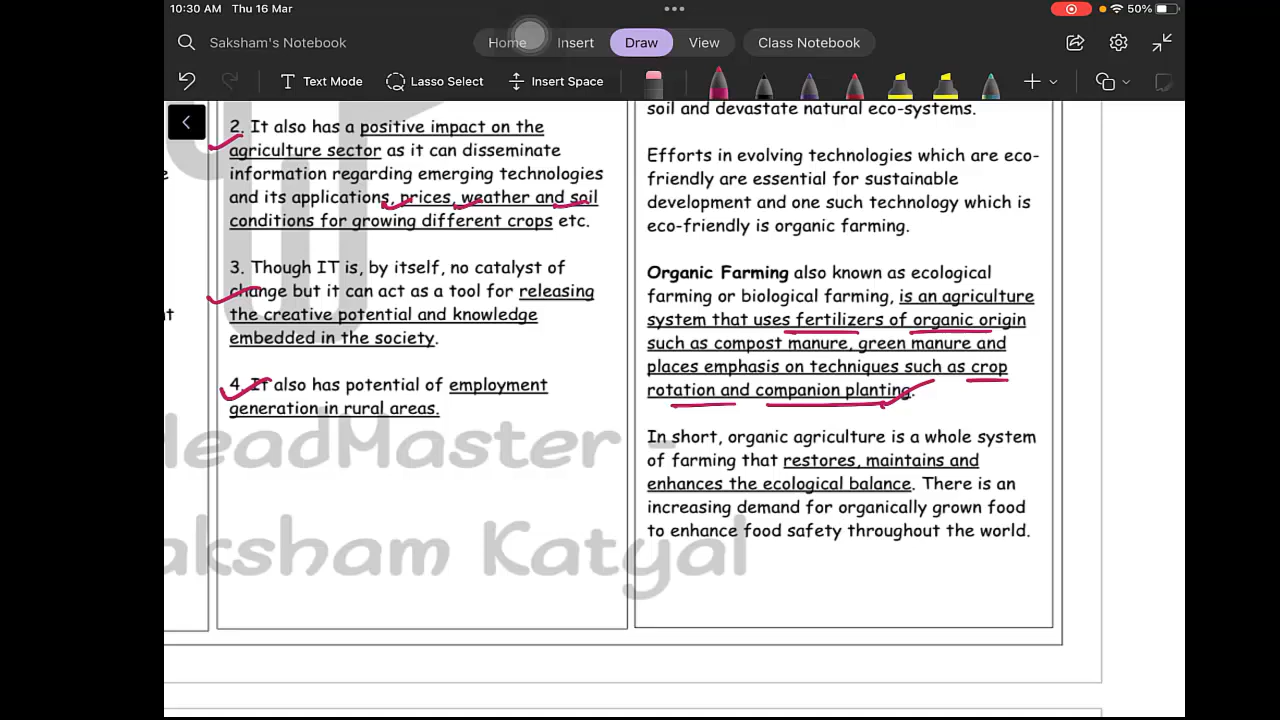 10:30 AM Thu 16 Mar
50%
Saksham's Notebook
Home
Insert
Draw
View
Class Notebook
Text Mode
Lasso Select
Insert Space
2. It also has a positive impact on the
agriculture sector as it can disseminate
information regarding emerging technologies
and its applications, prices, weather and soil
conditions for growing different crops etc.
3. Though IT is, by itself, no catalyst of
change but it can act as a tool for releasing
the creative potential and knowledge
embedded in the society.
4. It also has potential of employment
generation in rural areas.
soil and devastate natural eco-systems.
Efforts in evolving technologies which are eco-
friendly are essential for sustainable
development and one such technology which is
eco-friendly is organic farming.
Organic Farming also known as ecological
farming or biological farming, is an agriculture
system that uses fertilizers of organic origin
such as compost manure, green manure and
places emphasis on techniques such as crop
rotation and companion planting.
In short, organic agriculture is a whole system
of farming that restores, maintains and
enhances the ecological balance. There is an
increasing demand for organically grown food
to enhance food safety throughout the world.
leadMaster -
aksham Katyal